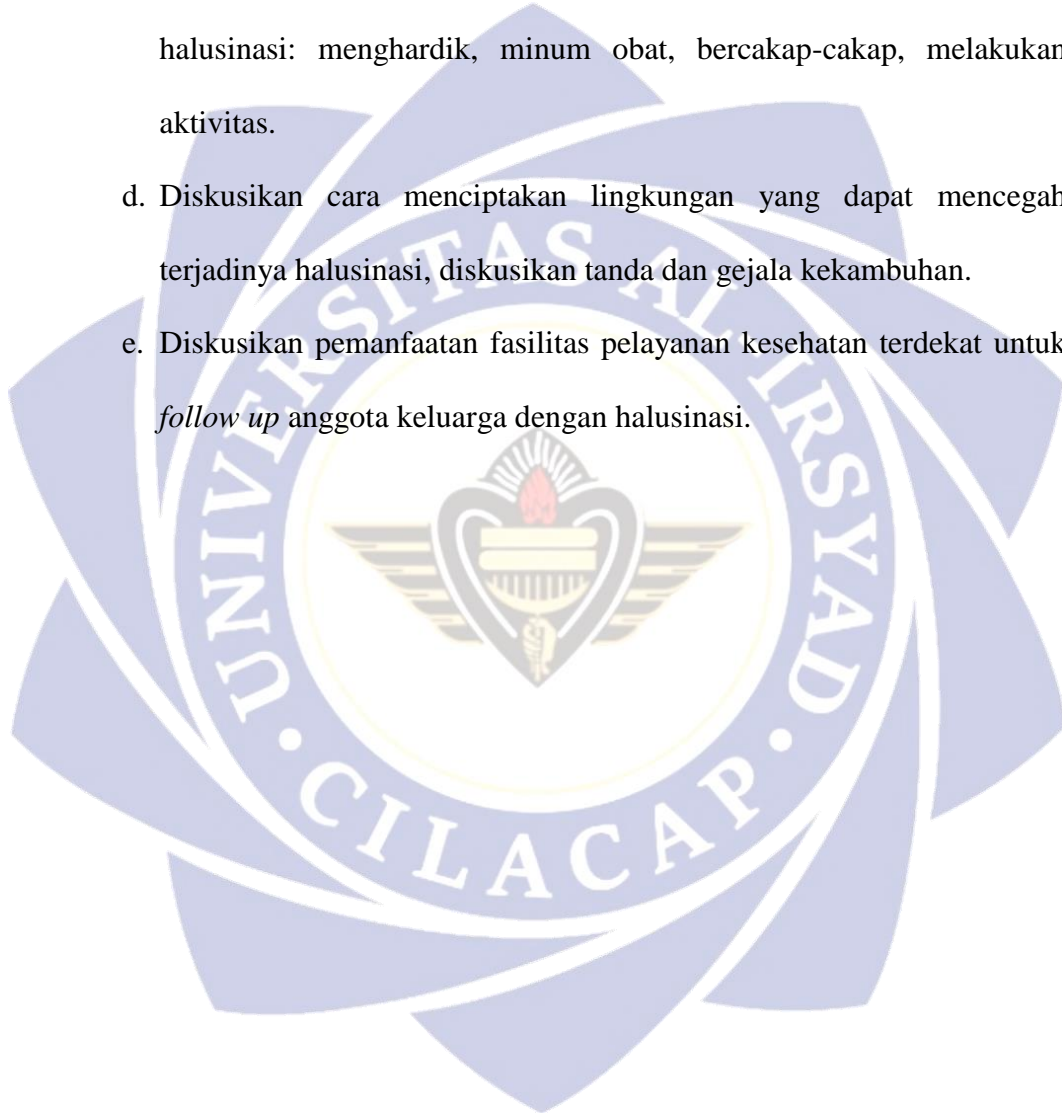 halusinasi: menghardik, minum obat, bercakap-cakap, melakukan
aktivitas.
d. Diskusikan cara menciptakan lingkungan yang dapat mencegah
terjadinya halusinasi, diskusikan tanda dan gejala kekambuhan.
e. Diskusikan pemanfaatan fasilitas pelayanan kesehatan terdekat untuk
follow up anggota keluarga dengan halusinasi.
UNIVERSITAS AL-IRSYAD
• CILACAP •